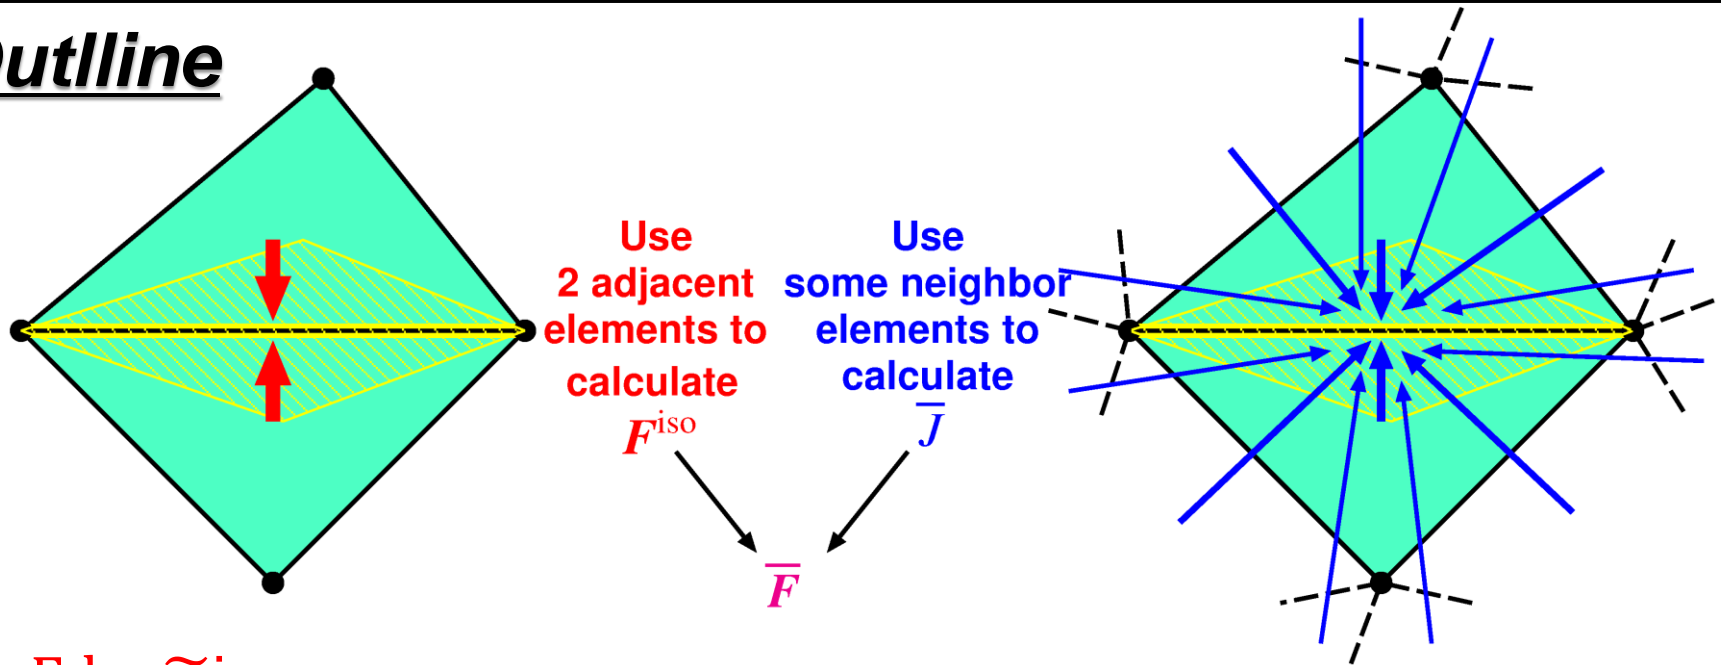 utlline
Use
2 adjacent
elements to
calculate
F^iso
Use
some neighbor
elements to
calculate
J̅
F̅